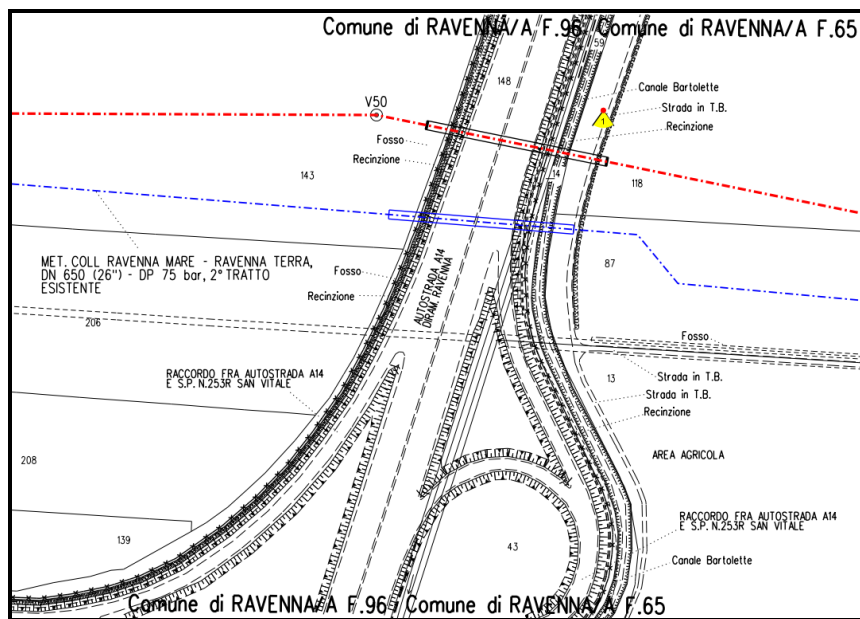 Comune di RAVENNA/A F.96 Comune di RAVENNA/A F.65
59
148
Canale Bartolette
V50
Strada in T.B.
1
Fosso
Recinzione
Recinzione
143
14
118
MET. COLL RAVENNA MARE - RAVENNA TERRA,
DN 650 (26") - DP 75 bar, 2° TRATTO
ESISTENTE
87
Fosso
AUTOSTRADA A14
DIRAM. RAVENNA
Recinzione
206
Fosso
RACCORDO FRA AUTOSTRADA A14
E S.P. N.253R SAN VITALE
Strada in T.B.
13
Strada in T.B.
Recinzione
208
AREA AGRICOLA
RACCORDO FRA AUTOSTRADA A14
E S.P. N.253R SAN VITALE
139
43
Canale Bartolette
Comune di RAVENNA/A F.96 Comune di RAVENNA/A F.65